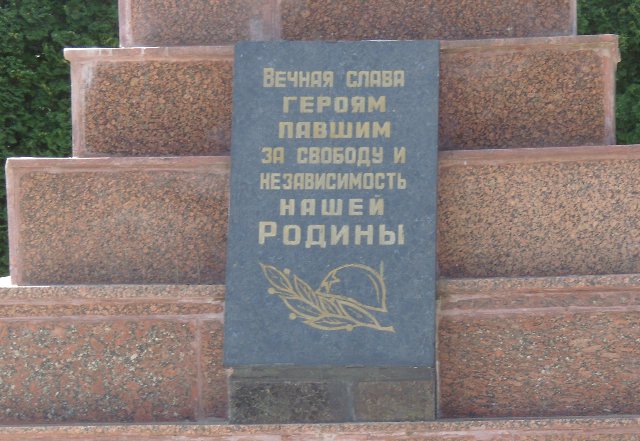 Вечная слава
героям
павшим
за свободу и
независимость
нашей
Родины